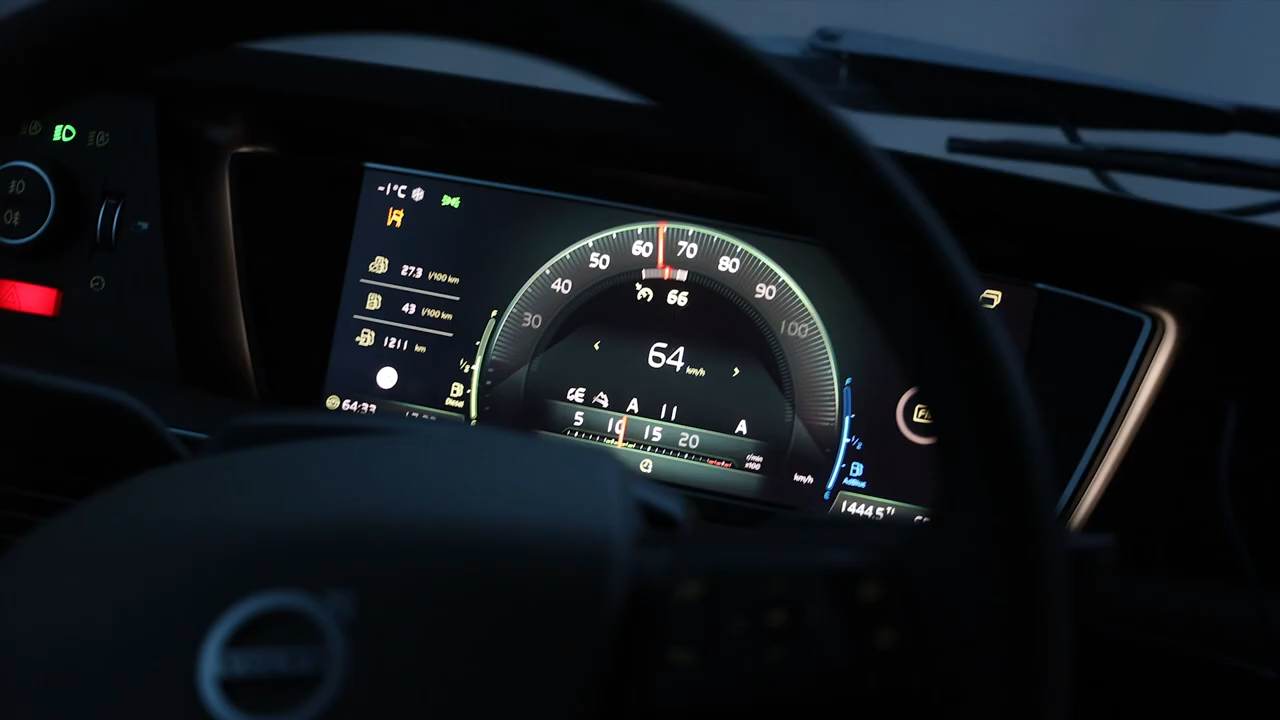 -1°C
27,3 l/100 km
43 l/100 km
1211 km
64:33
Diesel
30 40 50 60 70 80 90 100
66
64 km/h
A A
5 10 15 20
r/min
x100
km/h
AdBlue
1444.5